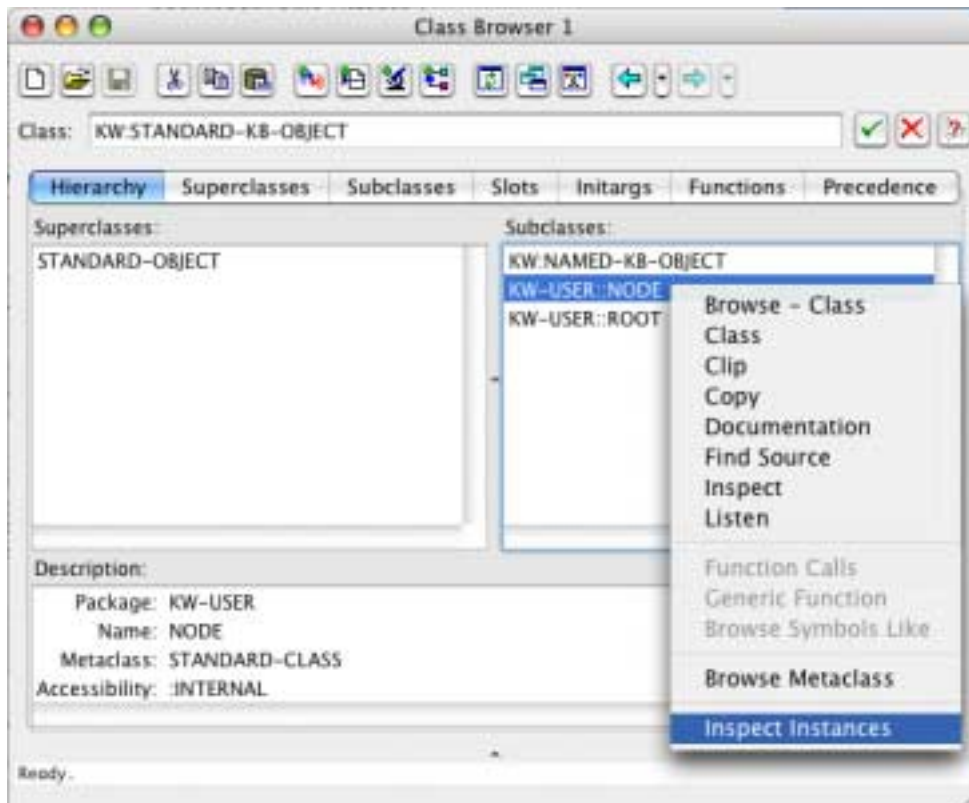 Class Browser 1
Class: KW:STANDARD-KB-OBJECT
Hierarchy Superclasses Subclasses Slots Initargs Functions Precedence
Superclasses:
STANDARD-OBJECT
Subclasses:
KW:NAMED-KB-OBJECT
KW-USER::NODE
KW-USER::ROOT
Browse - Class
Class
Clip
Copy
Documentation
Find Source
Inspect
Listen
Function Calls
Generic Function
Browse Symbols Like
Browse Metaclass
Inspect Instances
Description:
Package: KW-USER
Name: NODE
Metaclass: STANDARD-CLASS
Accessibility: :INTERNAL
Ready.